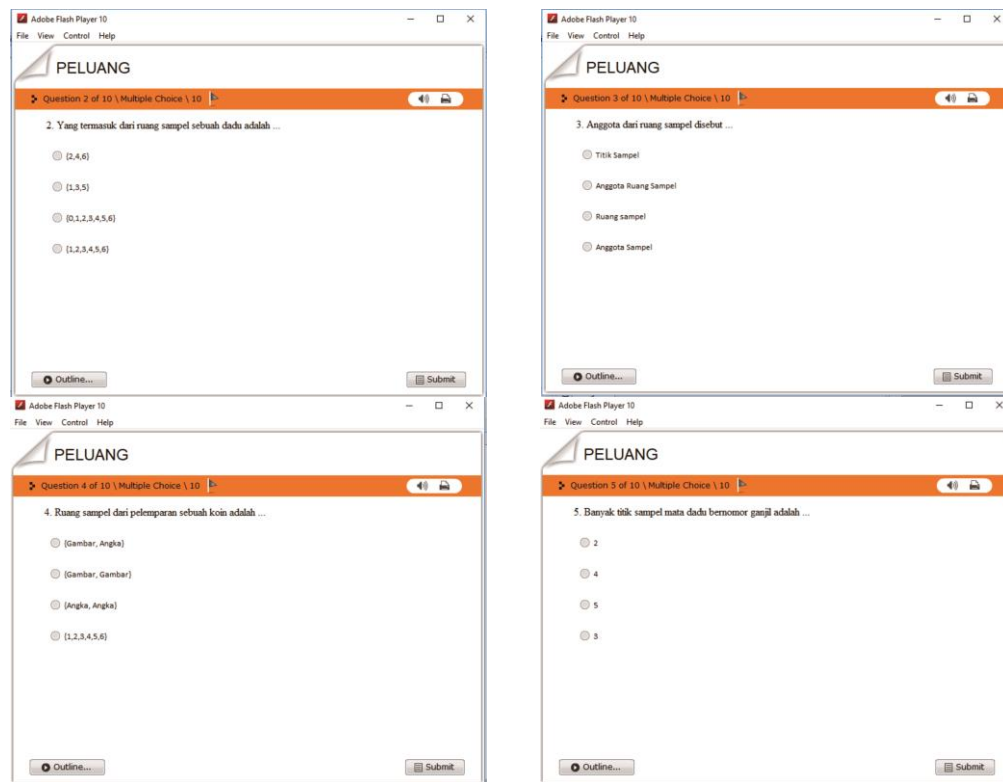 Adobe Flash Player 10
File View Control Help
PELUANG
Question 2 of 10 \ Multiple Choice \ 10
2. Yang termasuk dari ruang sampel sebuah dadu adalah ...
{2,4,6}
{1,3,5}
{0,1,2,3,4,5,6}
{1,2,3,4,5,6}
Outline...
Submit
Adobe Flash Player 10
File View Control Help
PELUANG
Question 3 of 10 \ Multiple Choice \ 10
3. Anggota dari ruang sampel disebut ...
Titik Sampel
Anggota Ruang Sampel
Ruang sampel
Anggota Sampel
Outline...
Submit
Adobe Flash Player 10
File View Control Help
PELUANG
Question 4 of 10 \ Multiple Choice \ 10
4. Ruang sampel dari pelemparan sebuah koin adalah ...
{Gambar, Angka}
{Gambar, Gambar}
{Angka, Angka}
{1,2,3,4,5,6}
Outline...
Submit
Adobe Flash Player 10
File View Control Help
PELUANG
Question 5 of 10 \ Multiple Choice \ 10
5. Banyak titik sampel mata dadu bernomor ganjil adalah ...
2
4
5
3
Outline...
Submit